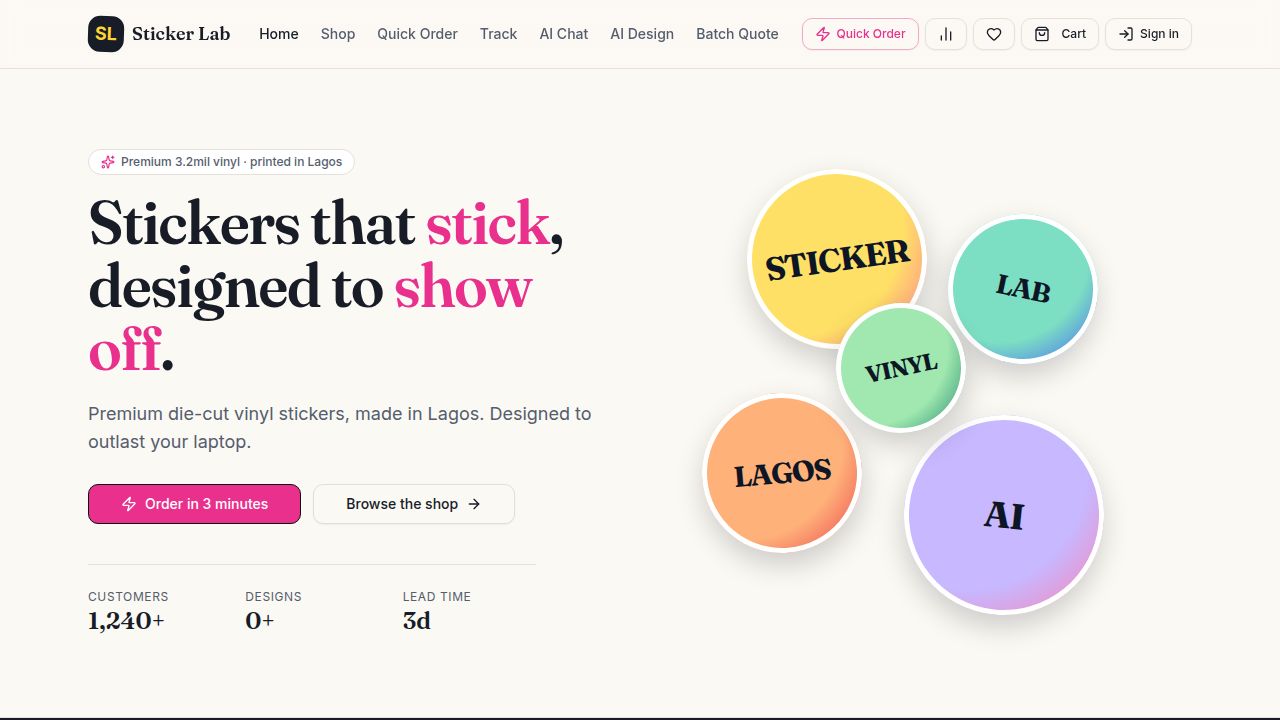 SL Sticker Lab Home Shop Quick Order Track AI Chat AI Design Batch Quote Quick Order Cart Sign in
Premium 3.2mil vinyl · printed in Lagos
Stickers that stick,
designed to show
off.
Premium die-cut vinyl stickers, made in Lagos. Designed to
outlast your laptop.
Order in 3 minutes Browse the shop
CUSTOMERS DESIGNS LEAD TIME
1,240+ 0+ 3d
STICKER
LAB
VINYL
LAGOS
AI